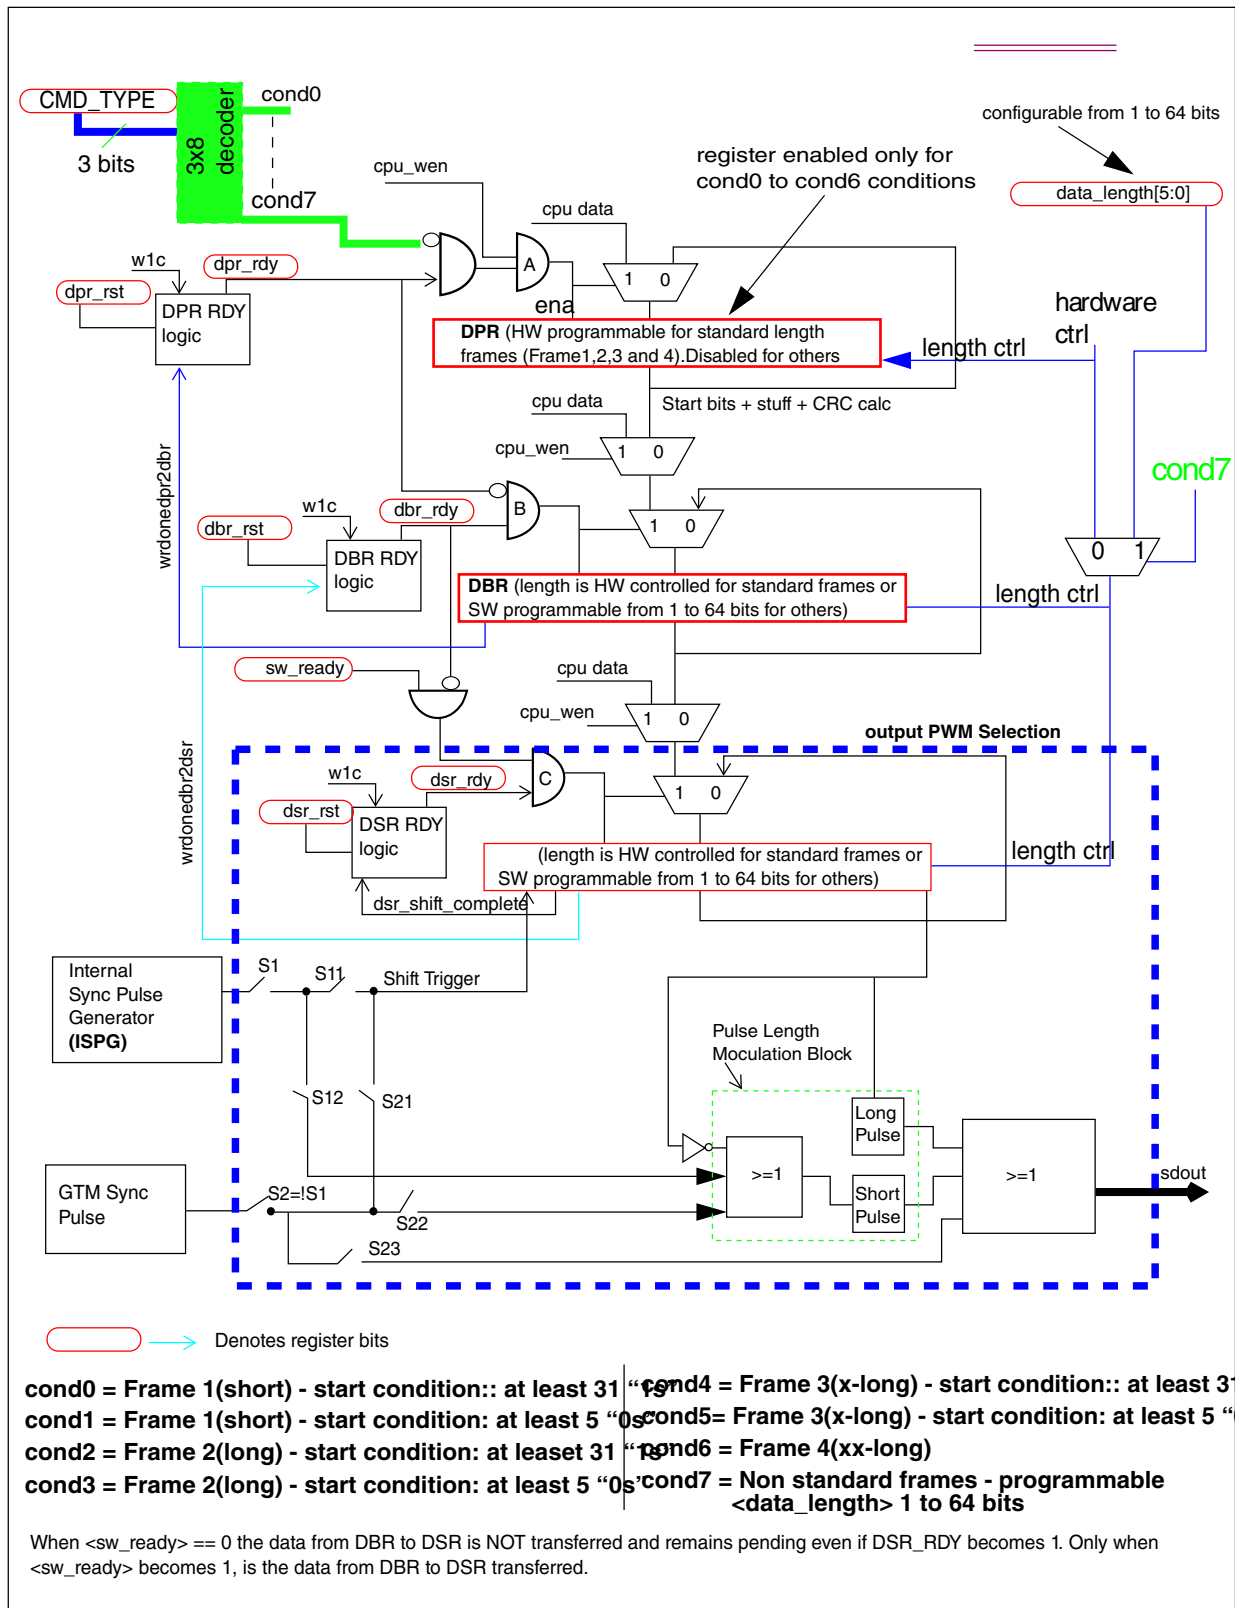 CMD_TYPE
3 bits
3x8
decoder
cond0
cond7
configurable from 1 to 64 bits
data_length[5:0]
register enabled only for
cond0 to cond6 conditions
cpu_wen
cpu data
w1c
dpr_rdy
dpr_rst
DPR RDY
logic
A
1 0
ena
DPR (HW programmable for standard length
frames (Frame1,2,3 and 4).Disabled for others
length ctrl
hardware
ctrl
Start bits + stuff + CRC calc
cpu data
cpu_wen
1 0
cond7
wrdonedpr2dbr
w1c
dbr_rdy
dbr_rst
DBR RDY
logic
B
1 0
0 1
DBR (length is HW controlled for standard frames or
SW programmable from 1 to 64 bits for others)
length ctrl
sw_ready
cpu data
cpu_wen
1 0
output PWM Selection
wrdonedbr2dsr
w1c
dsr_rdy
dsr_rst
DSR RDY
logic
C
1 0
(length is HW controlled for standard frames or
SW programmable from 1 to 64 bits for others)
length ctrl
dsr_shift_complete
Internal
Sync Pulse
Generator
(ISPG)
S1
S11
Shift Trigger
Pulse Length
Moculation Block
S12
S21
Long
Pulse
>=1
Short
Pulse
>=1
sdout
GTM Sync
Pulse
S2=!S1
S22
S23
Denotes register bits
cond0 = Frame 1(short) - start condition:: at least 31 “1s”
cond1 = Frame 1(short) - start condition: at least 5 “0s”
cond2 = Frame 2(long) - start condition: at leaset 31 “1s”
cond3 = Frame 2(long) - start condition: at least 5 “0s”
cond4 = Frame 3(x-long) - start condition:: at least 31
cond5= Frame 3(x-long) - start condition: at least 5 “
cond6 = Frame 4(xx-long)
cond7 = Non standard frames - programmable
<data_length> 1 to 64 bits
When <sw_ready> == 0 the data from DBR to DSR is NOT transferred and remains pending even if DSR_RDY becomes 1. Only when
<sw_ready> becomes 1, is the data from DBR to DSR transferred.